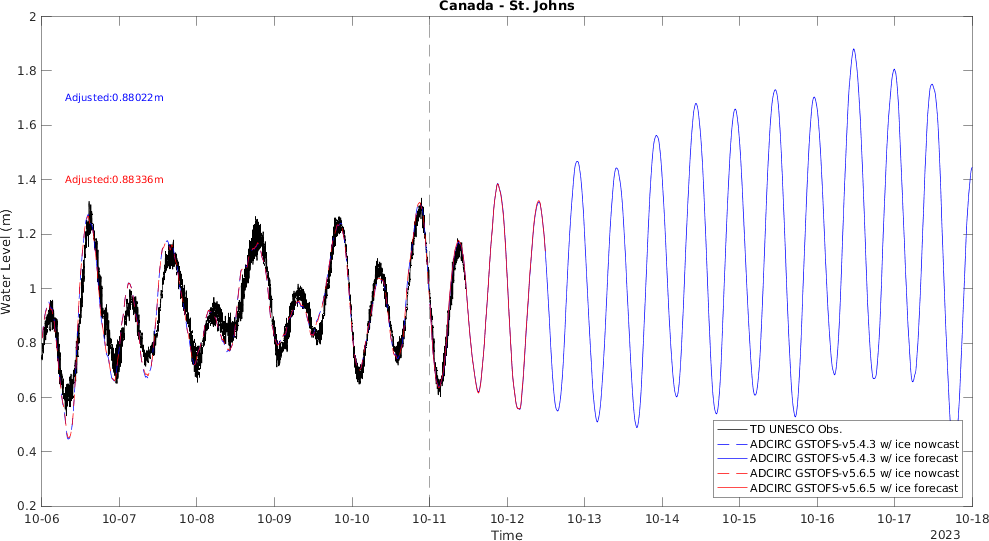 Canada - St. Johns
2
1.8
1.6
1.4
1.2
1
0.8
0.6
0.4
0.2
Water Level (m)
Adjusted:0.88022m
Adjusted:0.88336m
TD UNESCO Obs.
ADCIRC GSTOFS-v5.4.3 w/ ice nowcast
ADCIRC GSTOFS-v5.4.3 w/ ice forecast
ADCIRC GSTOFS-v5.6.5 w/ ice nowcast
ADCIRC GSTOFS-v5.6.5 w/ ice forecast
10-06 10-07 10-08 10-09 10-10 10-11 10-12 10-13 10-14 10-15 10-16 10-17 10-18
Time
2023